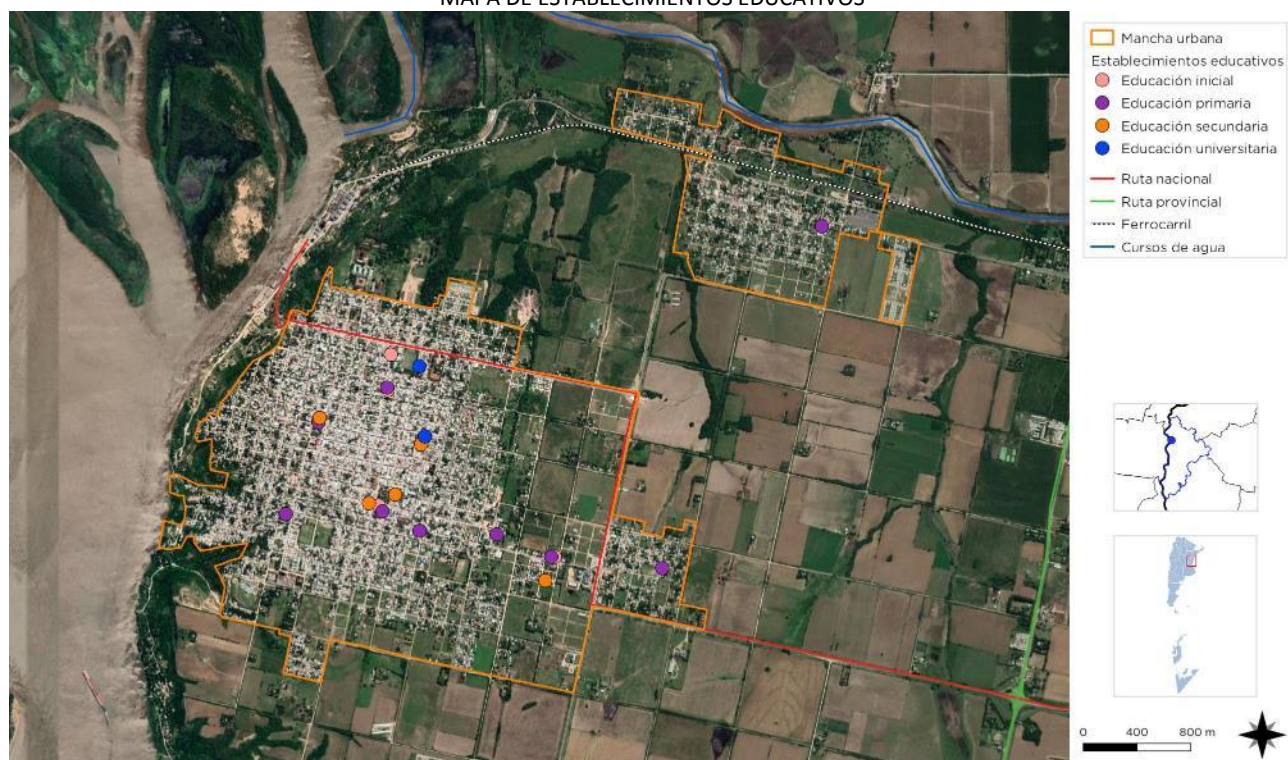 MAPA DE ESTABLECIMIENTOS EDUCATIVOS
Mancha urbana
Establecimientos educativos
Educación inicial
Educación primaria
Educación secundaria
Educación universitaria
Ruta nacional
Ruta provincial
Ferrocarril
Cursos de agua
0 400 800 m